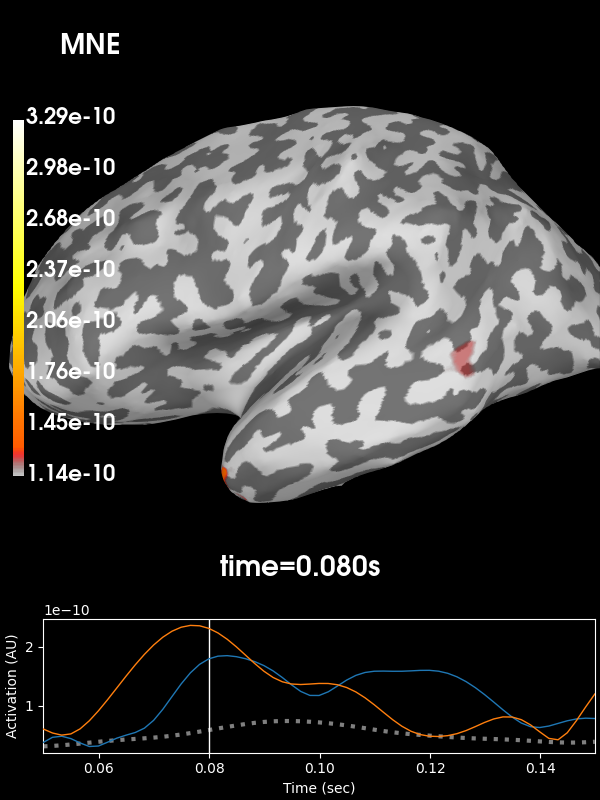 MNE
3.29e-10
2.98e-10
2.68e-10
2.37e-10
2.06e-10
1.76e-10
1.45e-10
1.14e-10
time=0.080s
1e−10
Activation (AU)
2
1
0.06 0.08 0.10 0.12 0.14
Time (sec)